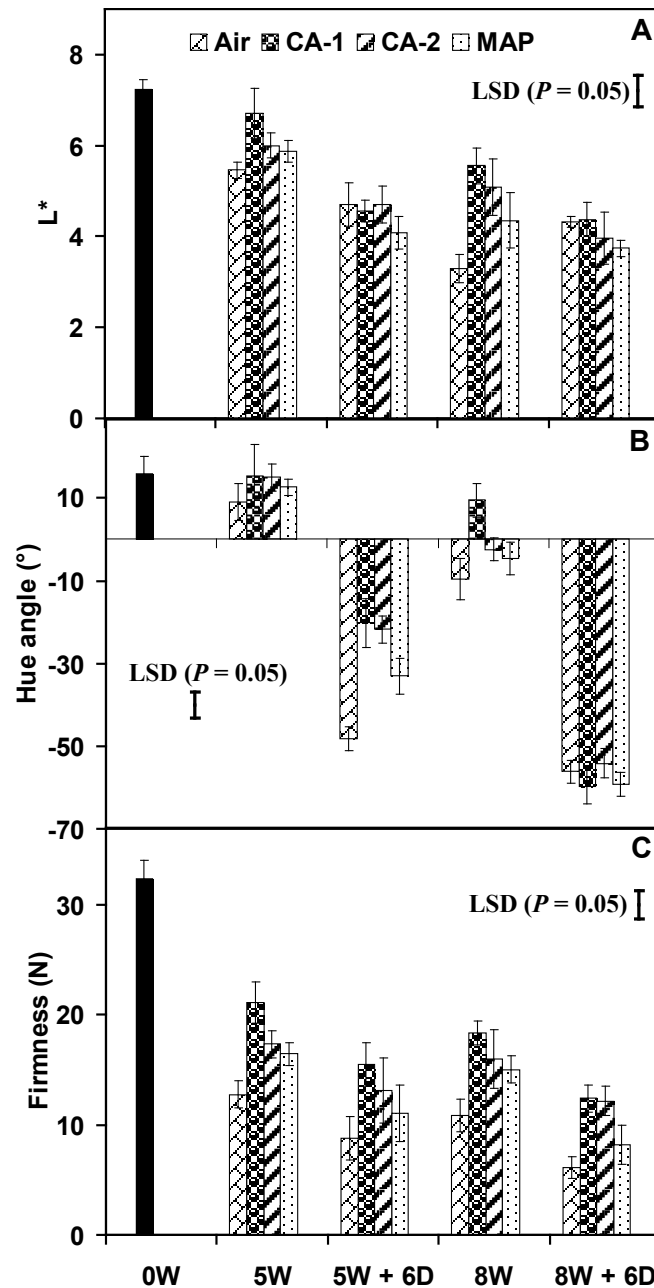 A
Air CA-1 CA-2 MAP
LSD (P = 0.05)
8
6
4
2
0
L*
B
10
-10
-30
-50
-70
Hue angle (°)
LSD (P = 0.05)
C
LSD (P = 0.05)
30
20
10
0
Firmness (N)
0W 5W 5W + 6D 8W 8W + 6D